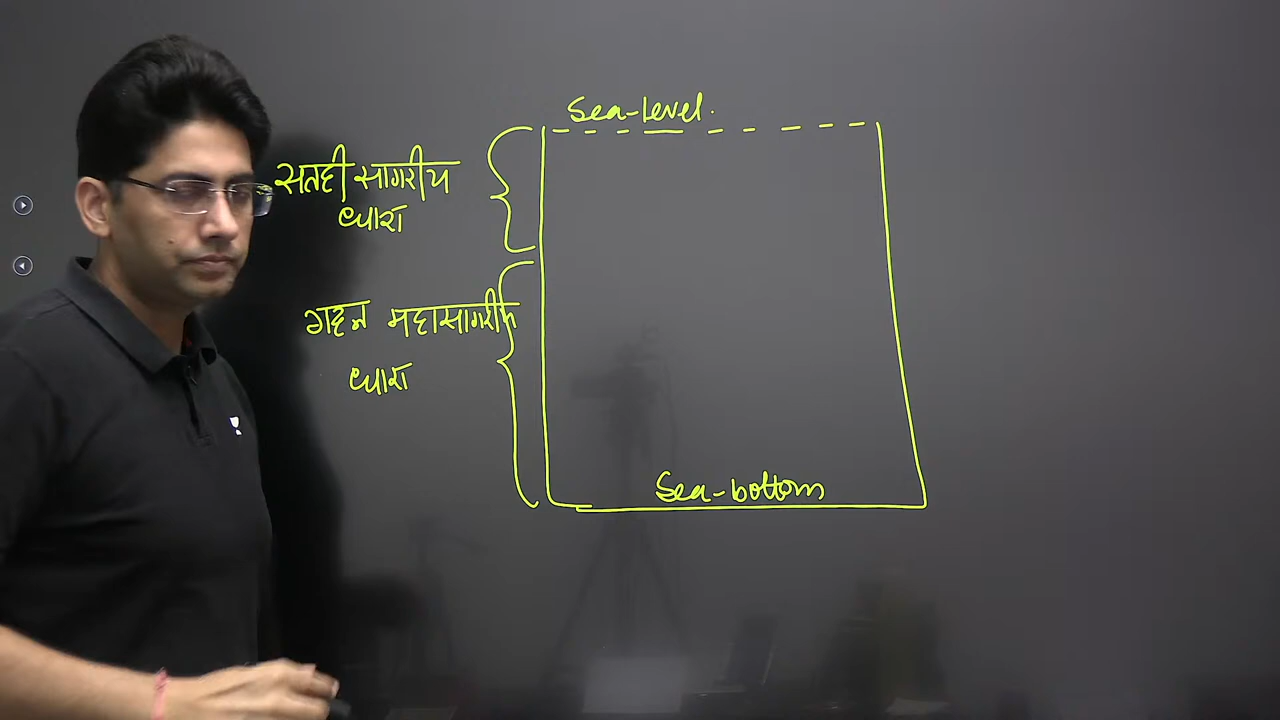 Sea-level.
सतही सागरीय
धारा
गहन महासागरीय
धारा
Sea-bottom